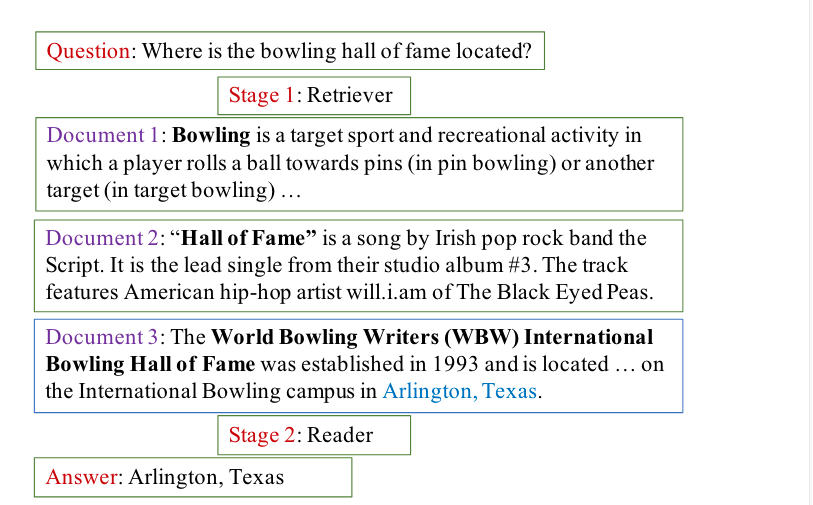 Question: Where is the bowling hall of fame located?
Stage 1: Retriever
Document 1: Bowling is a target sport and recreational activity in
which a player rolls a ball towards pins (in pin bowling) or another
target (in target bowling) …
Document 2: “Hall of Fame” is a song by Irish pop rock band the
Script. It is the lead single from their studio album #3. The track
features American hip-hop artist will.i.am of The Black Eyed Peas.
Document 3: The World Bowling Writers (WBW) International
Bowling Hall of Fame was established in 1993 and is located … on
the International Bowling campus in Arlington, Texas.
Stage 2: Reader
Answer: Arlington, Texas